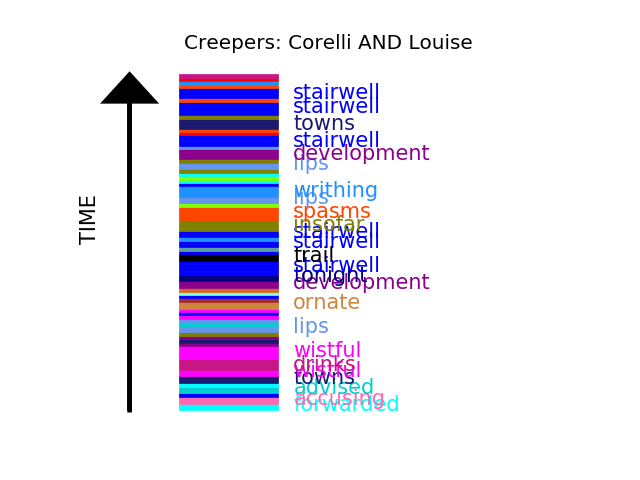 Creepers: Corelli AND Louise
stairwell
stairwell
towns
stairwell
development
lips
writhing
lips
spasms
insofar
stairwell
stairwell
trail
stairwell
tonight
development
ornate
lips
wistful
drinks
wistful
towns
advised
accusing
forwarded
TIME